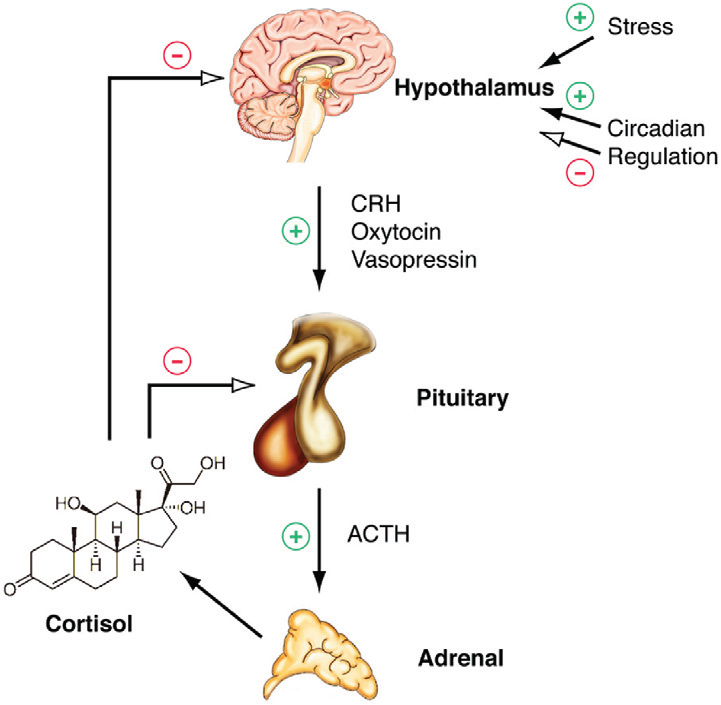 +
Stress
−
Hypothalamus
+
Circadian
Regulation
−
CRH
+
Oxytocin
Vasopressin
−
Pituitary
O
OH
HO
OH
H
H
H
H
O
+
ACTH
Cortisol
Adrenal